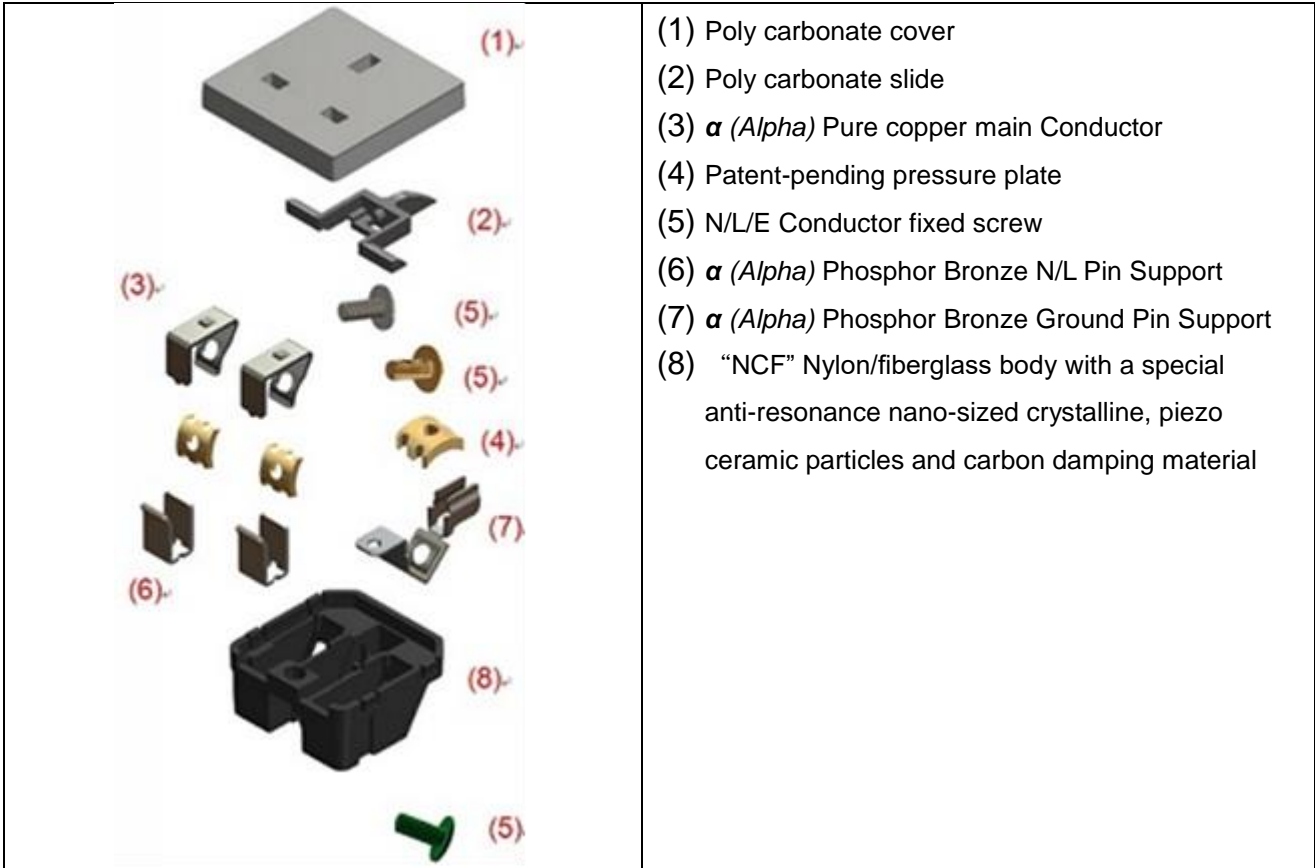 (1)
(2)
(3)
(5)
(5)
(4)
(7)
(6)
(8)
(5)
(1) Poly carbonate cover
(2) Poly carbonate slide
(3) α (Alpha) Pure copper main Conductor
(4) Patent-pending pressure plate
(5) N/L/E Conductor fixed screw
(6) α (Alpha) Phosphor Bronze N/L Pin Support
(7) α (Alpha) Phosphor Bronze Ground Pin Support
(8) “NCF” Nylon/fiberglass body with a special
anti-resonance nano-sized crystalline, piezo
ceramic particles and carbon damping material